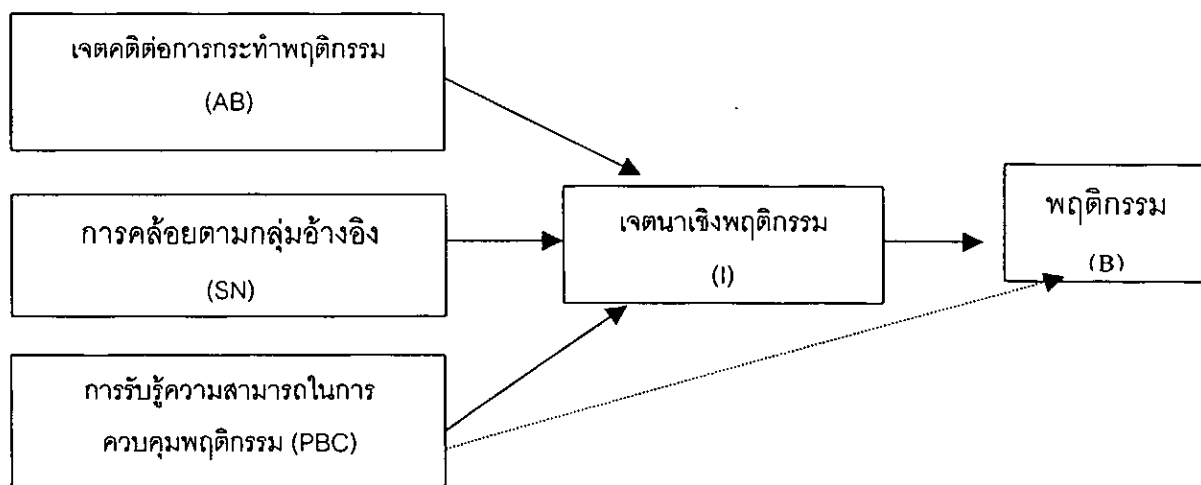 เจตคติต่อการกระทำพฤติกรรม
(AB)
การคล้อยตามกลุ่มอ้างอิง
(SN)
การรับรู้ความสามารถในการ
ควบคุมพฤติกรรม (PBC)
เจตนาเชิงพฤติกรรม
(I)
พฤติกรรม
(B)